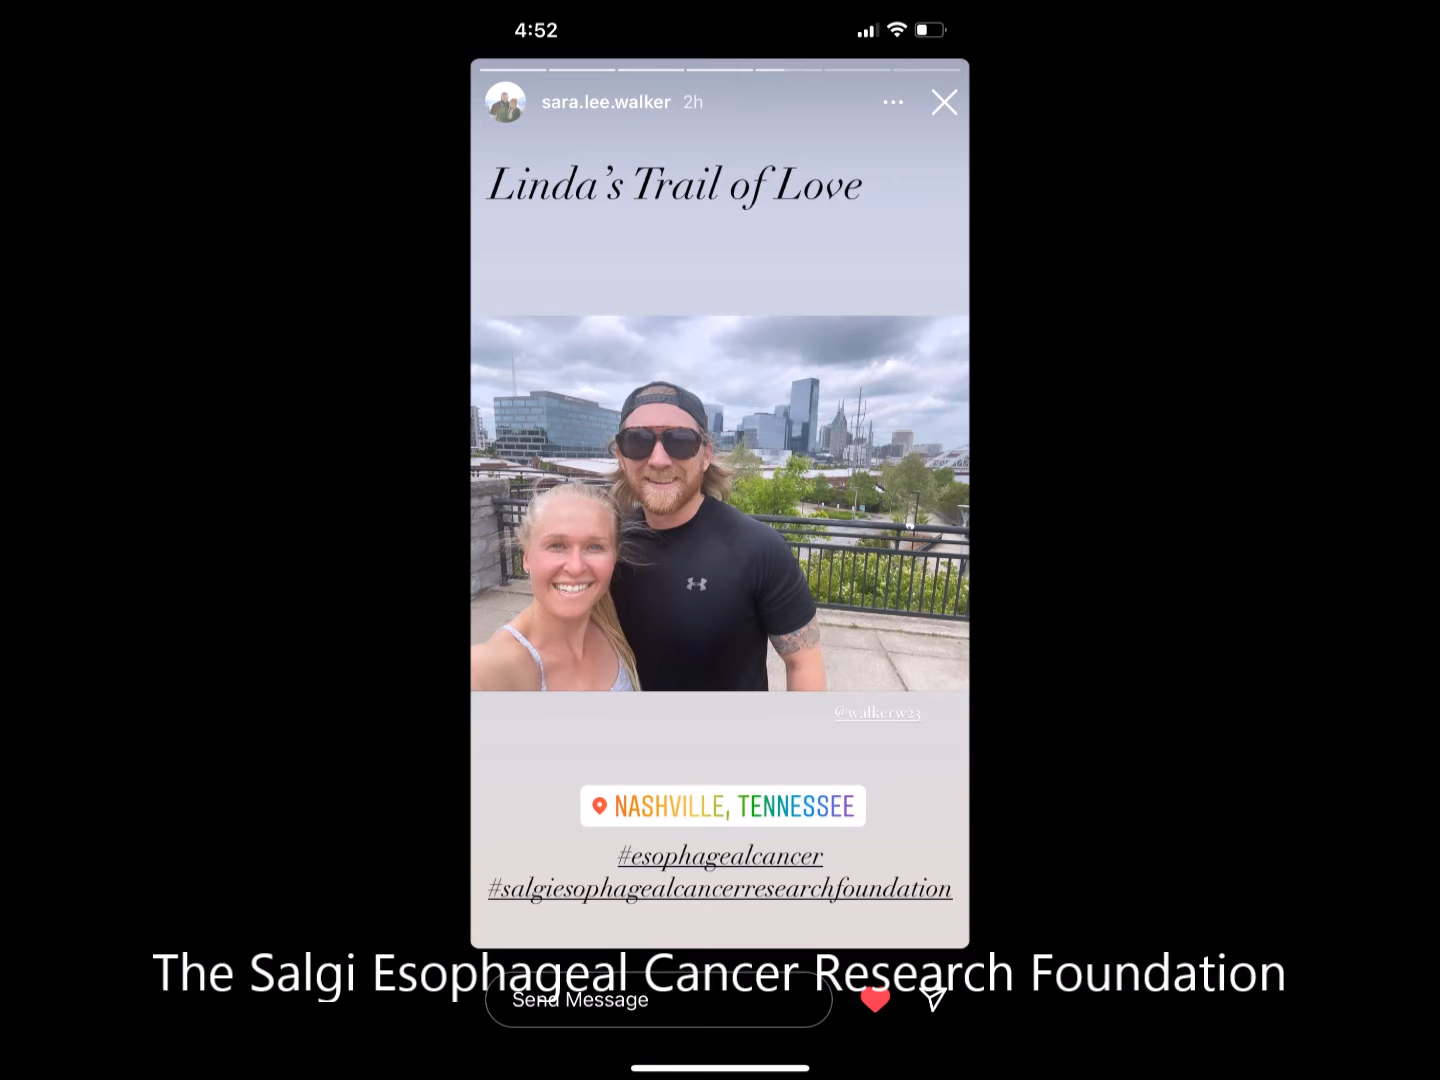 4:52
sara.lee.walker 2h
Linda's Trail of Love
@walkerw23
NASHVILLE, TENNESSEE
#esophagealcancer
#salgiesophagealcancerresearchfoundation
The Salgi Esophageal Cancer Research Foundation
Send Message